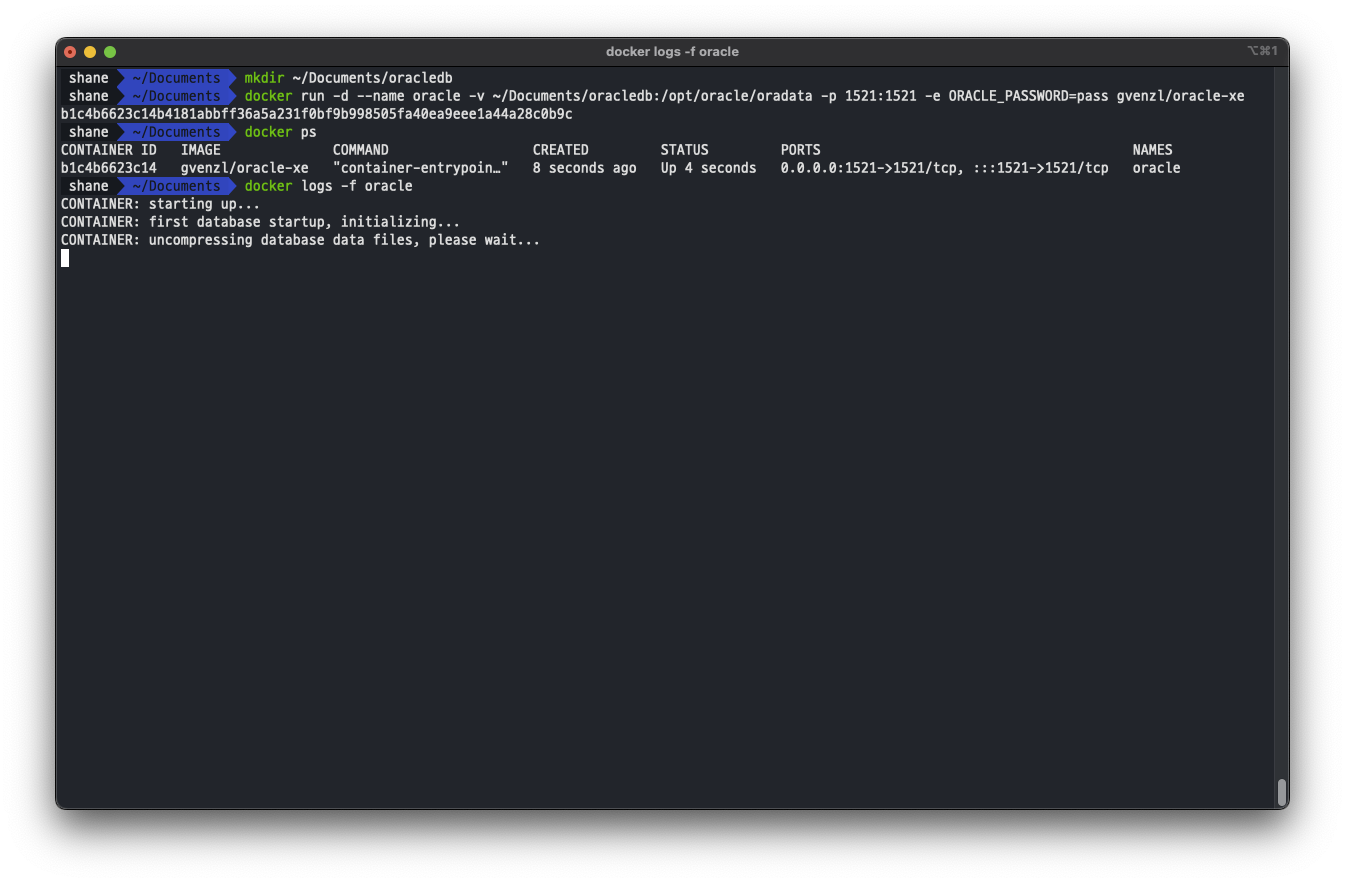 docker logs -f oracle
⌥⌘1
shane ~/Documents mkdir ~/Documents/oracledb
shane ~/Documents docker run -d --name oracle -v ~/Documents/oracledb:/opt/oracle/oradata -p 1521:1521 -e ORACLE_PASSWORD=pass gvenzl/oracle-xe
b1c4b6623c14b4181abbff36a5a231f0bf9b998505fa40ea9eee1a44a28c0b9c
shane ~/Documents docker ps
CONTAINER ID IMAGE COMMAND CREATED STATUS PORTS NAMES
b1c4b6623c14 gvenzl/oracle-xe "container-entrypoin…" 8 seconds ago Up 4 seconds 0.0.0.0:1521->1521/tcp, :::1521->1521/tcp oracle
shane ~/Documents docker logs -f oracle
CONTAINER: starting up...
CONTAINER: first database startup, initializing...
CONTAINER: uncompressing database data files, please wait...